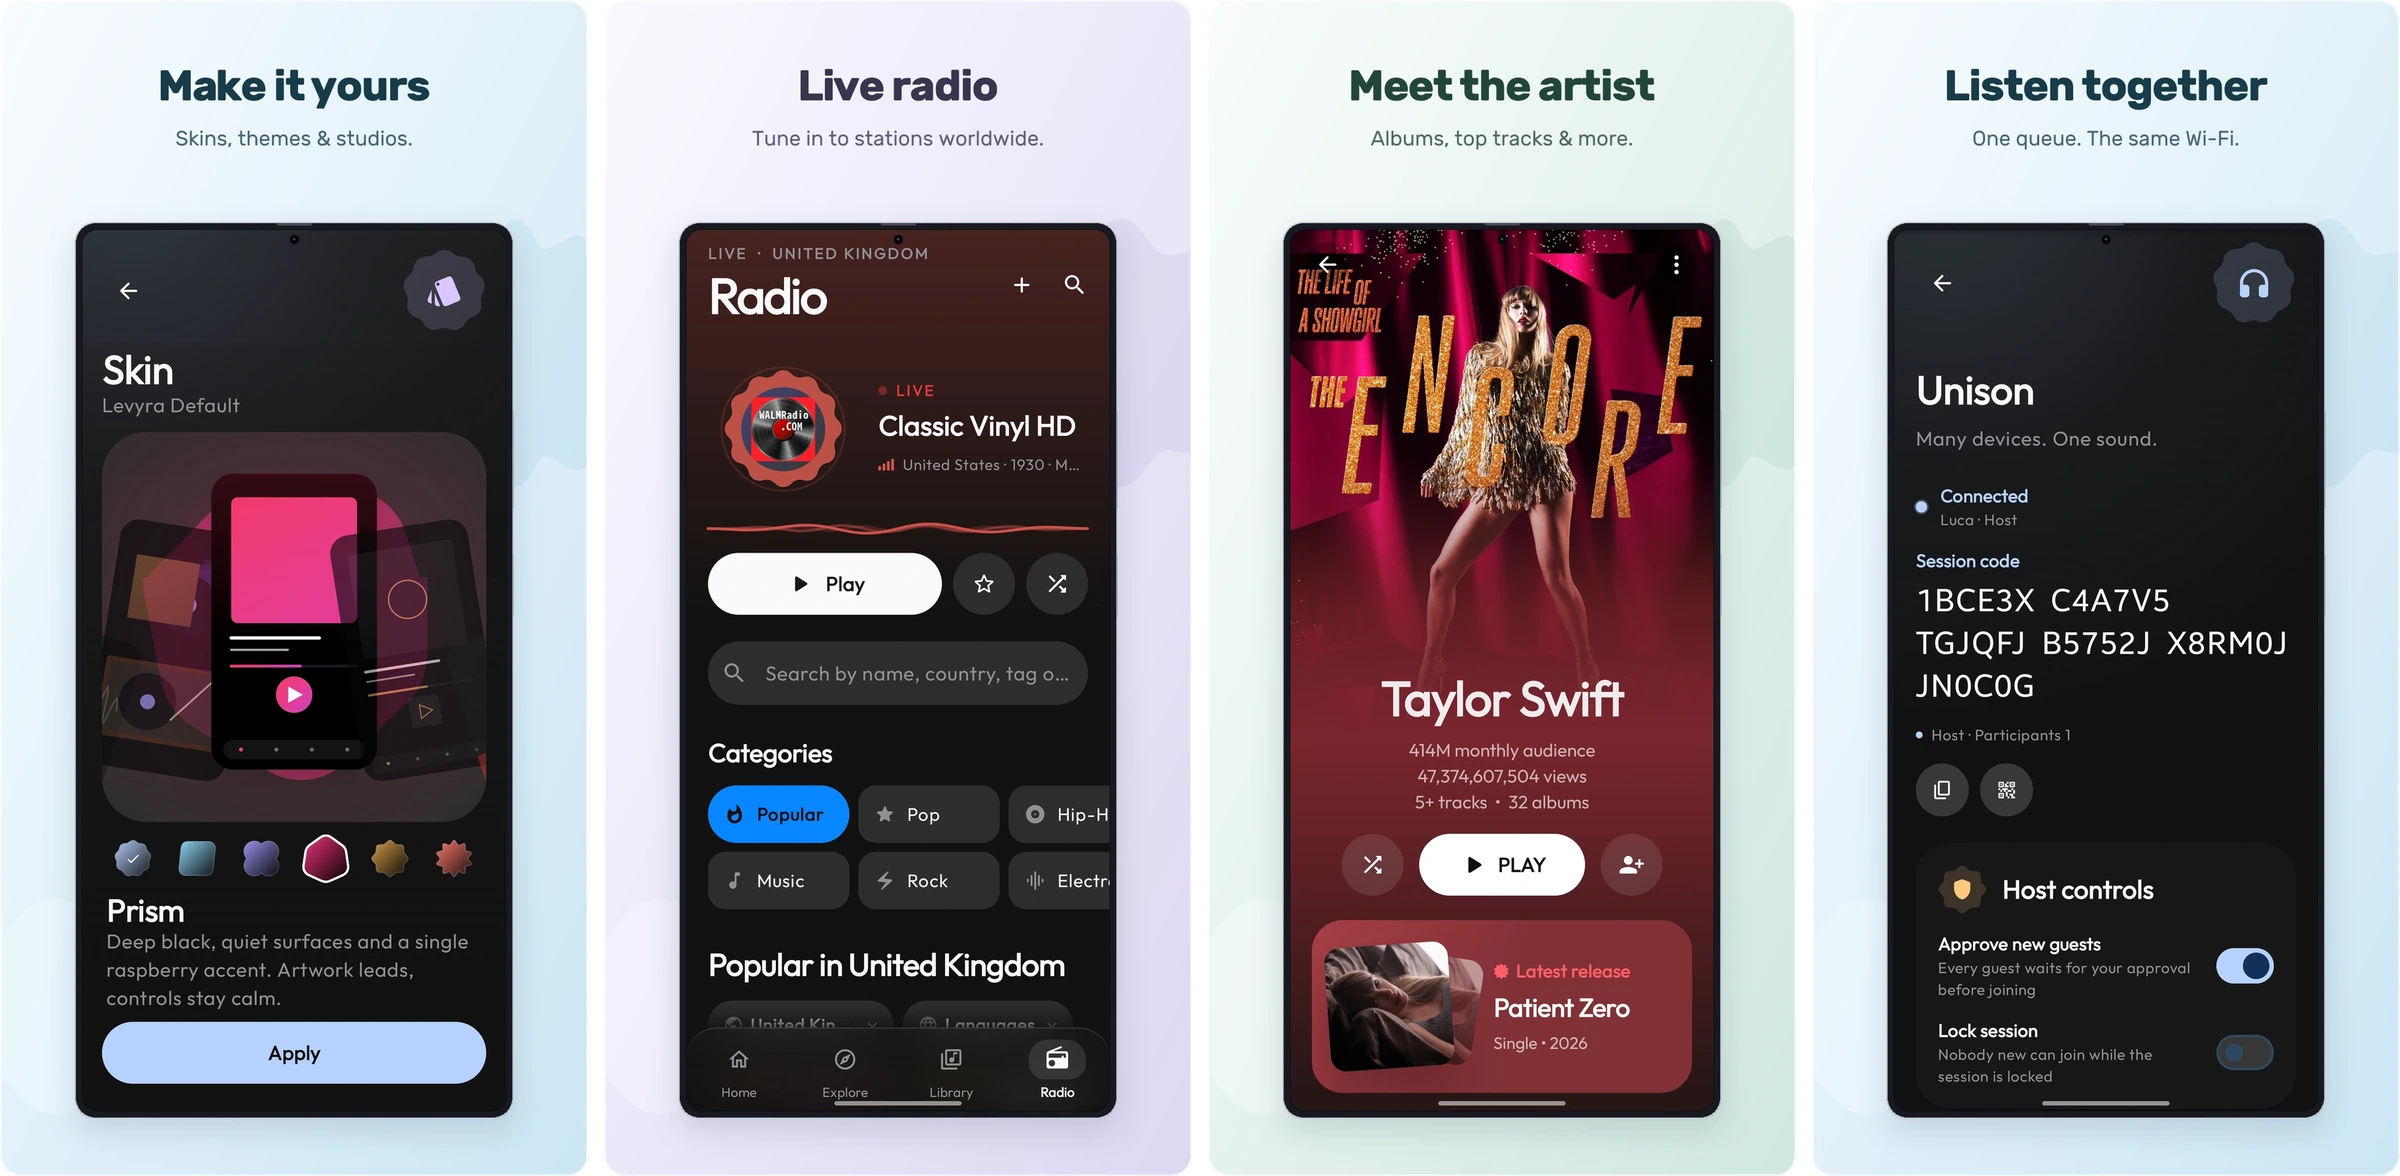 Make it yours
Skins, themes & studios.
Skin
Levyra Default
Prism
Deep black, quiet surfaces and a single
raspberry accent. Artwork leads,
controls stay calm.
Apply
Live radio
Tune in to stations worldwide.
LIVE · UNITED KINGDOM
Radio
WALMRadio
.COM
LIVE
Classic Vinyl HD
United States · 1930 · M...
Play
Search by name, country, tag o...
Categories
Popular
Pop
Hip-H
Music
Rock
Electr
Popular in United Kingdom
United Kin
Languages
Home
Explore
Library
Radio
Meet the artist
Albums, top tracks & more.
THE LIFE OF
A SHOWGIRL
THE ENCORE
Taylor Swift
414M monthly audience
47,374,607,504 views
5+ tracks • 32 albums
PLAY
Latest release
Patient Zero
Single • 2026
Listen together
One queue. The same Wi-Fi.
Unison
Many devices. One sound.
Connected
Luca · Host
Session code
1BCE3X C4A7V5
TGJQFJ B5752J X8RM0J
JN0C0G
Host · Participants 1
Host controls
Approve new guests
Every guest waits for your approval
before joining
Lock session
Nobody new can join while the
session is locked